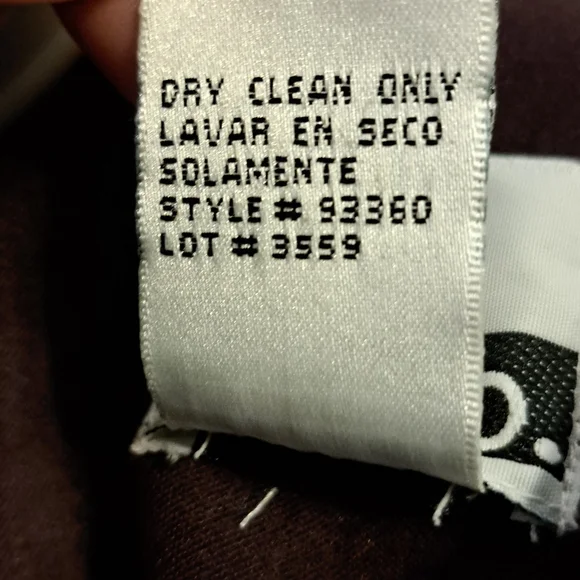 DRY CLEAN ONLY
LAVAR EN SECO
SOLAMENTE
STYLE # 93360
LOT # 3559
o.